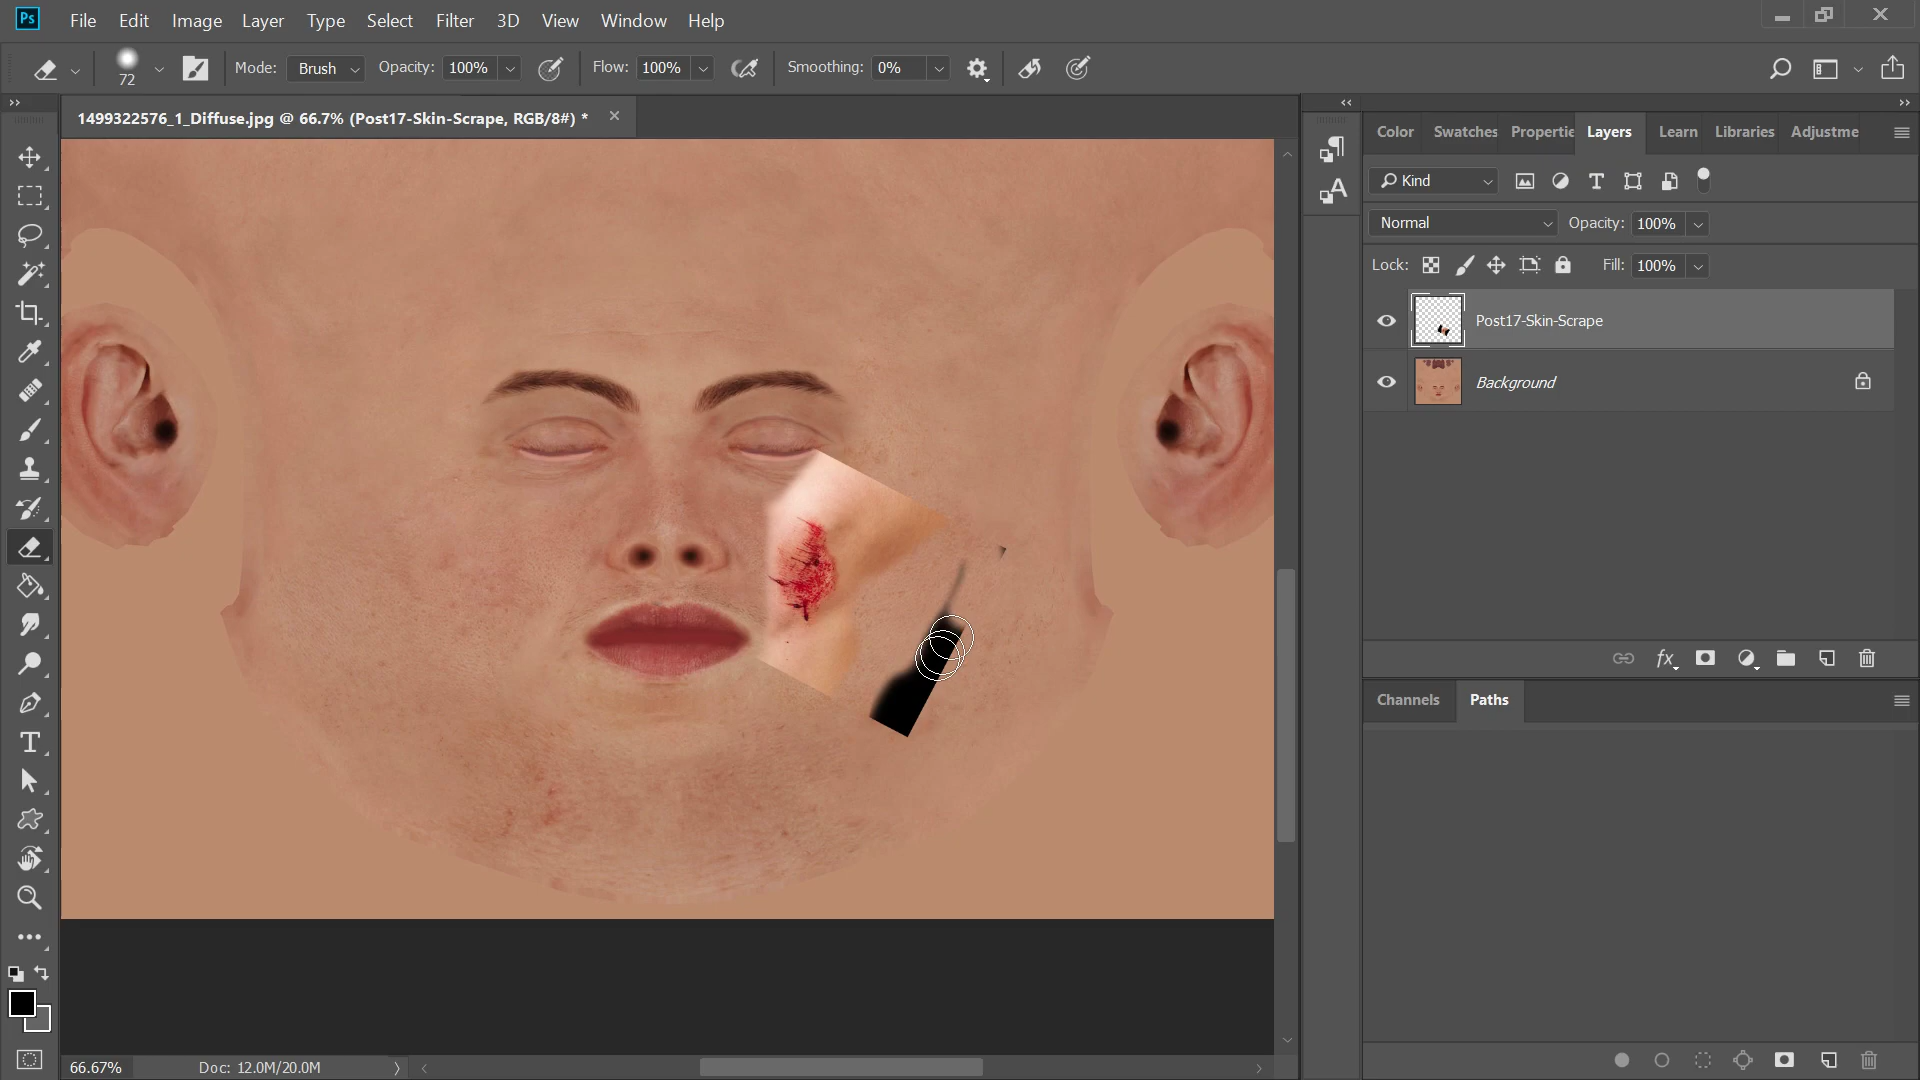 Ps File Edit Image Layer Type Select Filter 3D View Window Help
72 Mode: Brush Opacity: 100% Flow: 100% Smoothing: 0%
1499322576_1_Diffuse.jpg @ 66.7% (Post17-Skin-Scrape, RGB/8#) *
Color Swatches Propertie Layers Learn Libraries Adjustme
Kind
Normal Opacity: 100%
Lock: Fill: 100%
Post17-Skin-Scrape
Background
fx
Channels Paths
66.67% Doc: 12.0M/20.0M